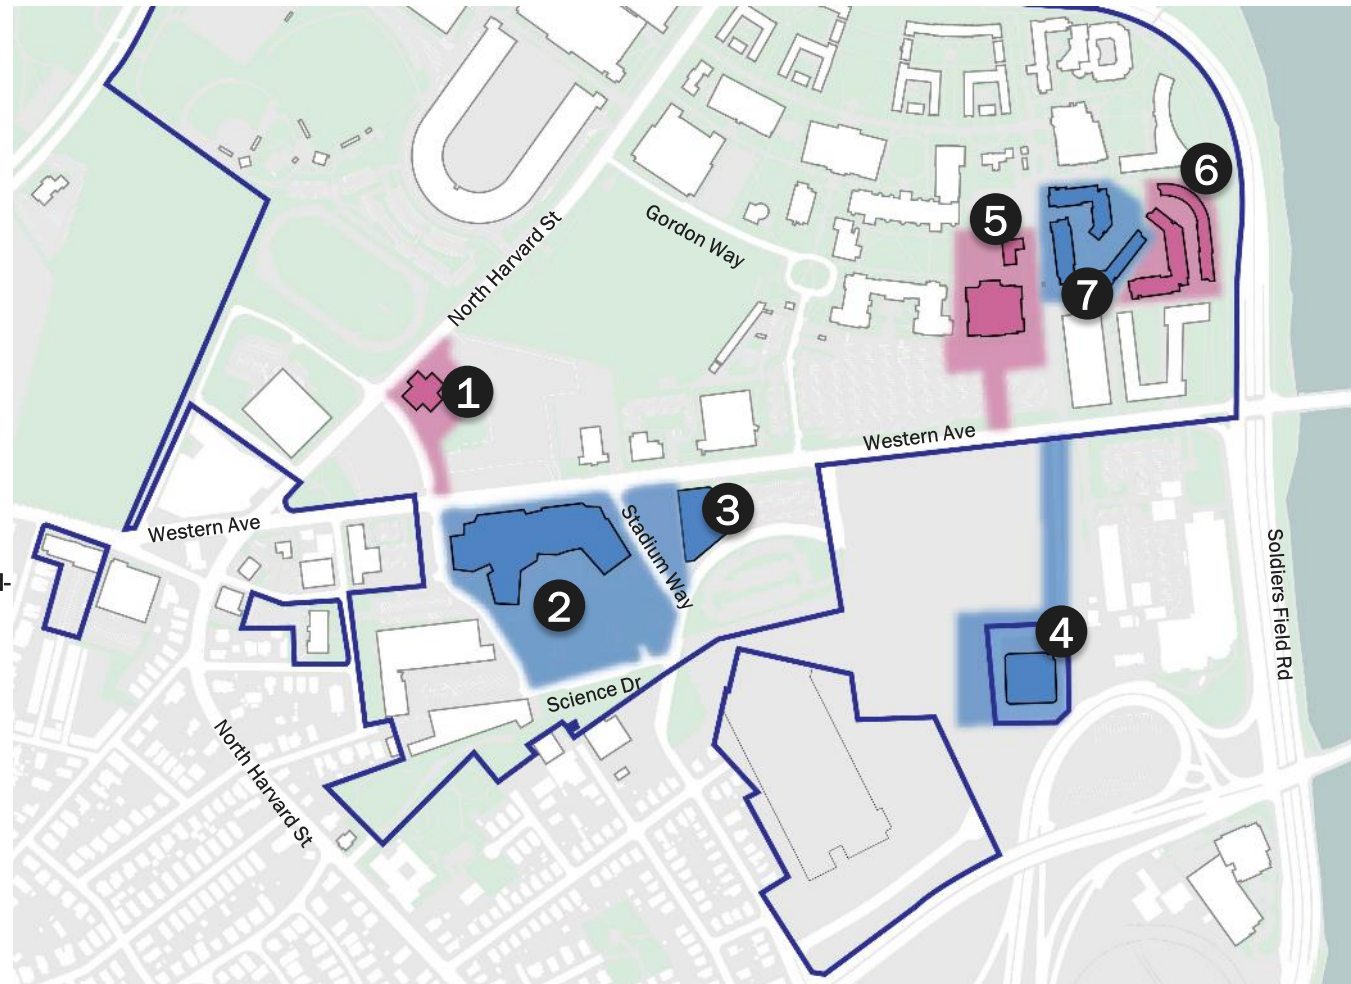 6
5
Gordon Way
North Harvard St
7
1
Western Ave
3
Stadium Way
Western Ave
2
4
Soldiers Field Rd
Science Dr
North Harvard St